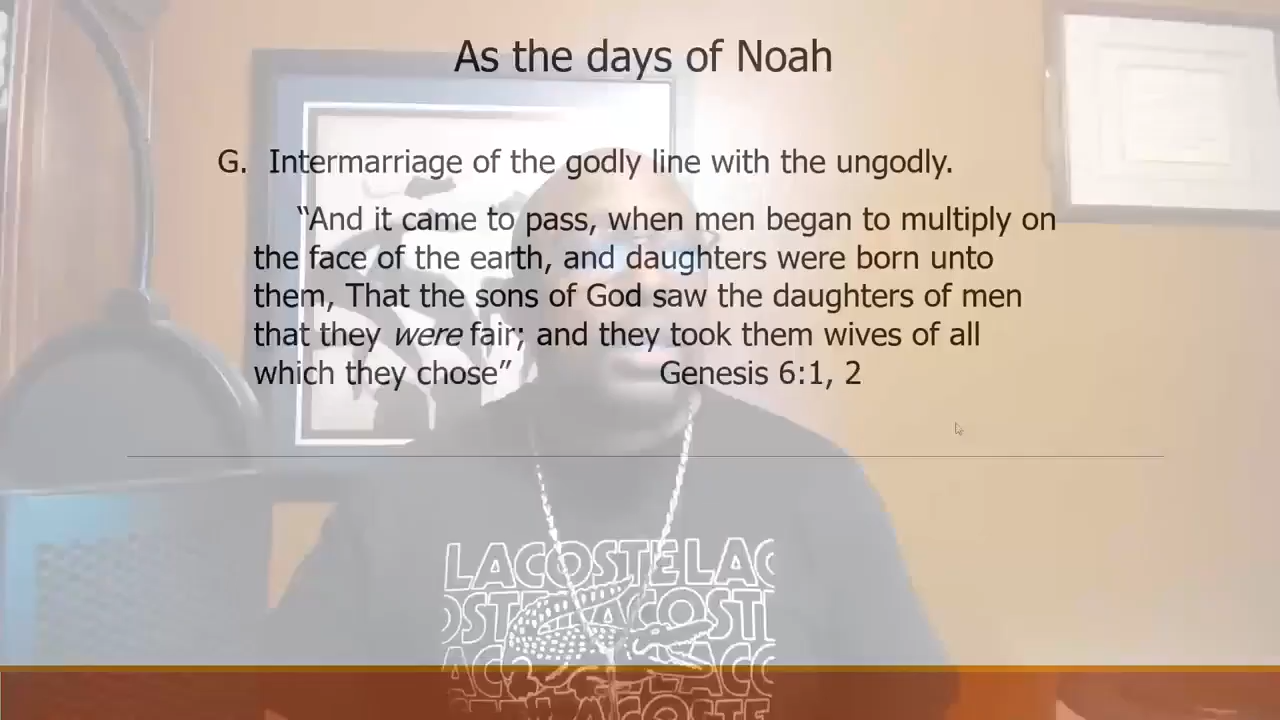 As the days of Noah
G. Intermarriage of the godly line with the ungodly.
“And it came to pass, when men began to multiply on
the face of the earth, and daughters were born unto
them, That the sons of God saw the daughters of men
that they were fair; and they took them wives of all
which they chose” Genesis 6:1, 2
LACOSTELAC
OSTELACOSTE
LACOSTELAC
LACOSTE